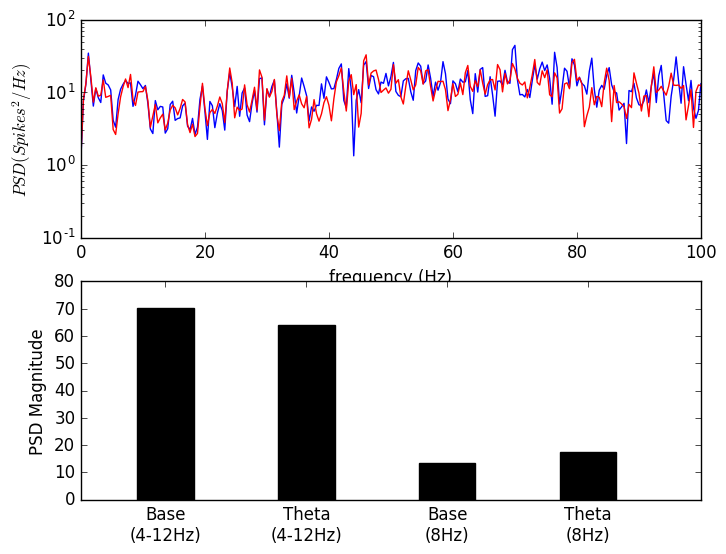 10^2
10^1
10^0
10^-1
PSD(Spikes^2/Hz)
0 20 40 60 80 100
frequency (Hz)
80
70
60
50
40
30
20
10
0
PSD Magnitude
Base Theta Base Theta
(4-12Hz) (4-12Hz) (8Hz) (8Hz)